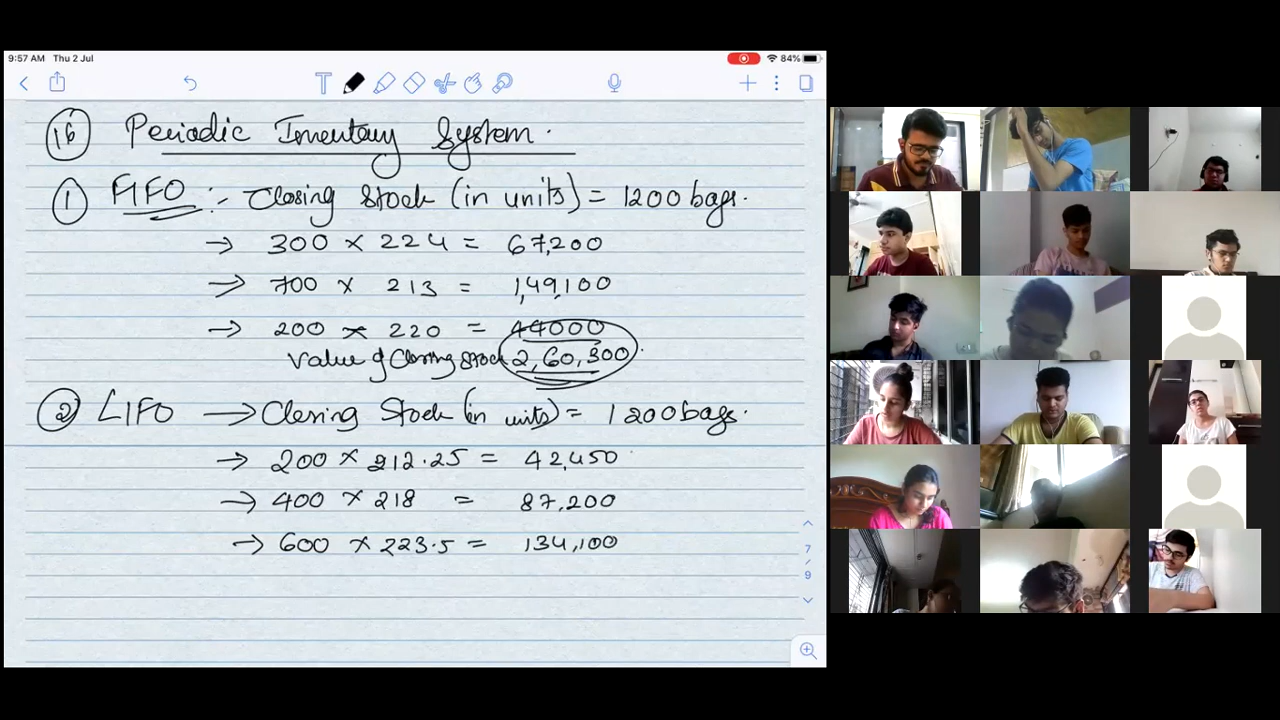 9:57 AM Thu 2 Jul 84%
T
16 Periodic Inventory System.
1 FIFO :- Closing Stock (in units) = 1200 bags.
→ 300 × 224 = 67,200
→ 700 × 213 = 1,49,100
→ 200 × 220 = 44000
Value of Closing Stock 2,60,300.
2 LIFO → Closing Stock (in units) = 1200 bags.
→ 200 × 212.25 = 42,450
→ 400 × 218 = 87,200
→ 600 × 223.5 = 134,100
7
/
9